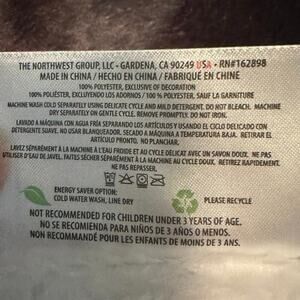 THE NORTHWEST GROUP, LLC - GARDENA, CA 90249 USA - RN#162898
MADE IN CHINA / HECHO EN CHINA / FABRIQUÉ EN CHINE
100% POLYESTER, EXCLUSIVE OF DECORATION
100% POLIÉSTER, EXCLUYENDO LOS ADORNOS / 100% POLYESTER, SAUF LA GARNITURE
MACHINE WASH COLD SEPARATELY USING DELICATE CYCLE AND MILD DETERGENT. DO NOT BLEACH. MACHINE
DRY SEPARATELY ON GENTLE CYCLE. REMOVE PROMPTLY. DO NOT IRON.
LAVADO A MÁQUINA CON AGUA FRÍA SEPARANDO LOS ARTÍCULOS Y USANDO EL CICLO DELICADO CON
DETERGENTE SUAVE. NO USAR BLANQUEADOR. SECADO A MÁQUINA A TEMPERATURA BAJA. RETIRAR DE LA SECADORA
PRONTAMENTE. NO PLANCHAR.
LAVEZ SÉPARÉMENT À LA MACHINE À L'EAU FROIDE ET AU CYCLE DÉLICAT AVEC UN SAVON DOUX. NE PAS
UTILISER D'EAU DE JAVEL. FAITES SÉCHER SÉPARÉMENT À LA MACHINE AU CYCLE DOUX. RETIREZ RAPIDEMENT.
NE PAS REPASSER.
ENERGY SAVER OPTION:
COLD WATER WASH, LINE DRY
PLEASE RECYCLE
NOT RECOMMENDED FOR CHILDREN UNDER 3 YEARS OF AGE.
NO SE RECOMIENDA PARA NIÑOS DE 3 AÑOS O MENOS.
NON RECOMMANDÉ POUR LES ENFANTS DE MOINS DE 3 ANS.